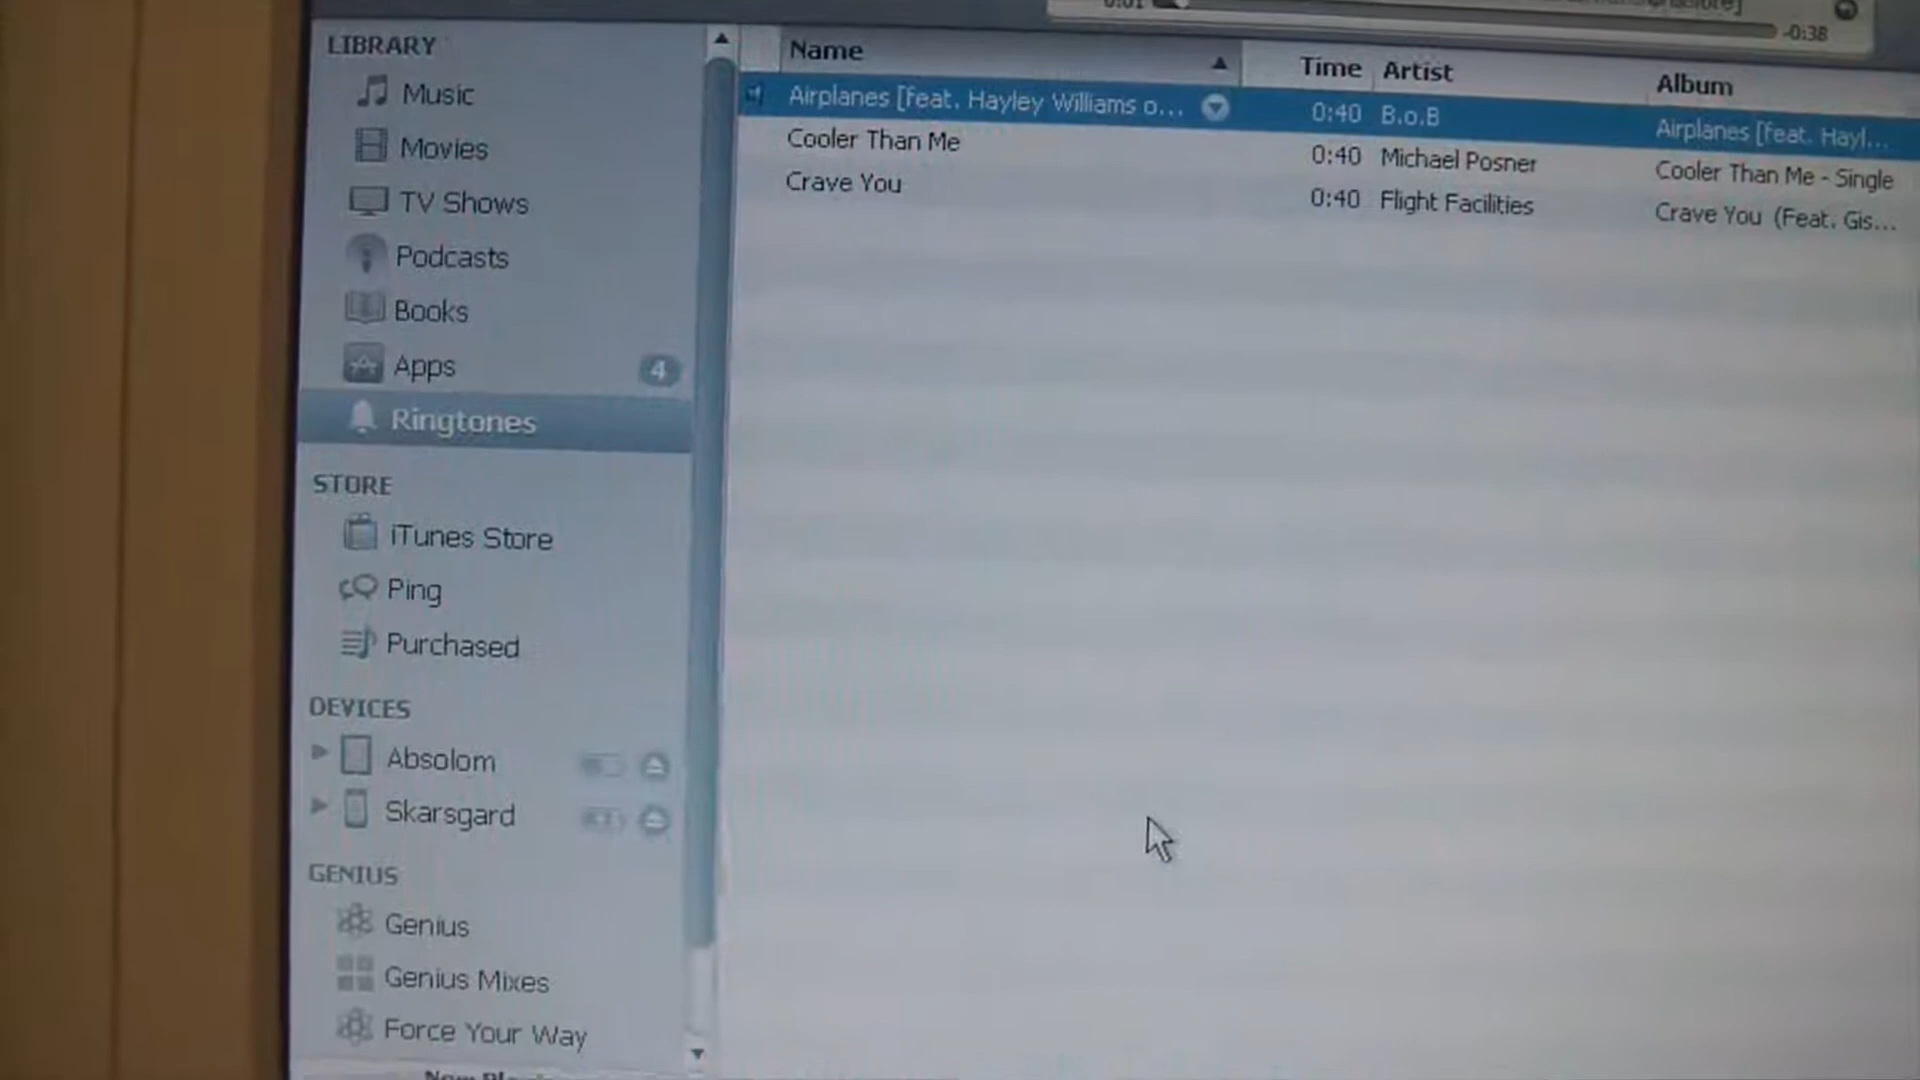 0:01
-0:38
LIBRARY
Music
Movies
TV Shows
Podcasts
Books
Apps 4
Ringtones
STORE
iTunes Store
Ping
Purchased
DEVICES
Absolom
Skarsgard
GENIUS
Genius
Genius Mixes
Force Your Way
Name Time Artist Album
Airplanes [feat. Hayley Williams o... 0:40 B.o.B Airplanes [feat. Hayl...
Cooler Than Me 0:40 Michael Posner Cooler Than Me - Single
Crave You 0:40 Flight Facilities Crave You (Feat. Gis...